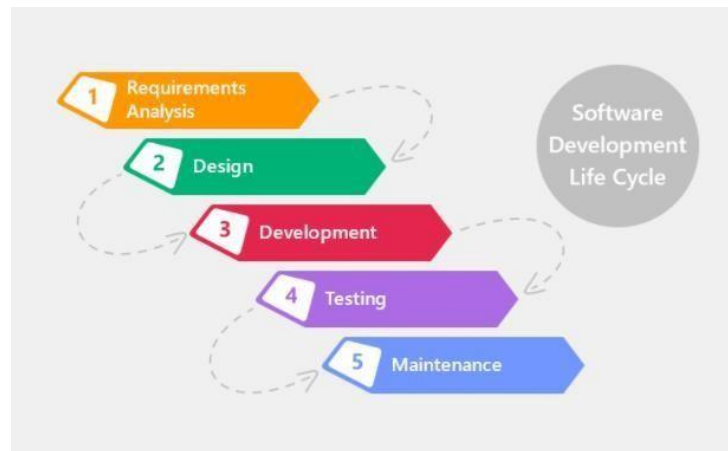 1
Requirements
Analysis
2
Design
3
Development
4
Testing
5
Maintenance
Software
Development
Life Cycle